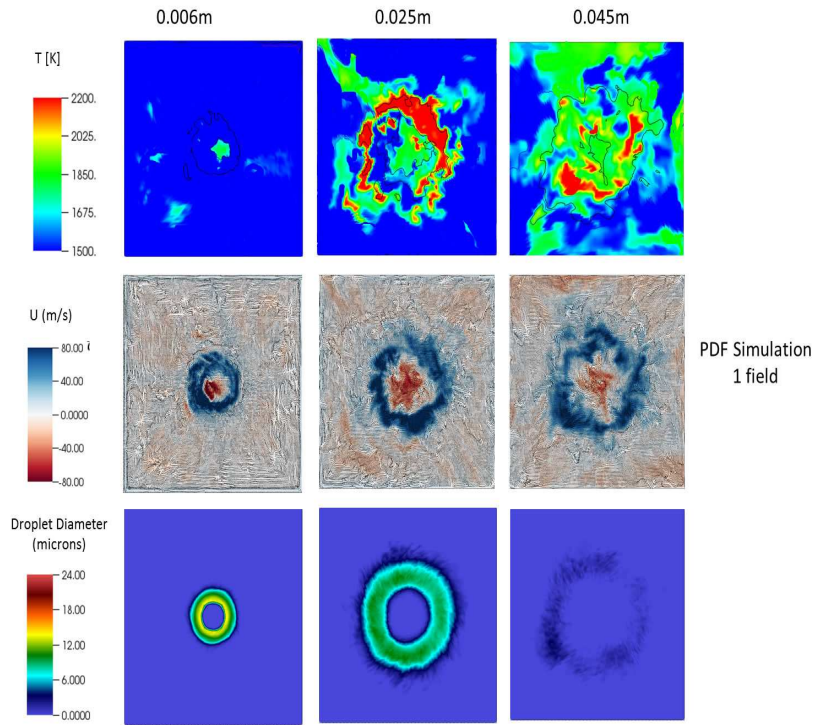 0.006m 0.025m 0.045m
T [K]
2200.
2025.
1850.
1675.
1500.
U (m/s)
80.00
40.00
0.0000
-40.00
-80.00
PDF Simulation
1 field
Droplet Diameter
(microns)
24.00
18.00
12.00
6.000
0.0000